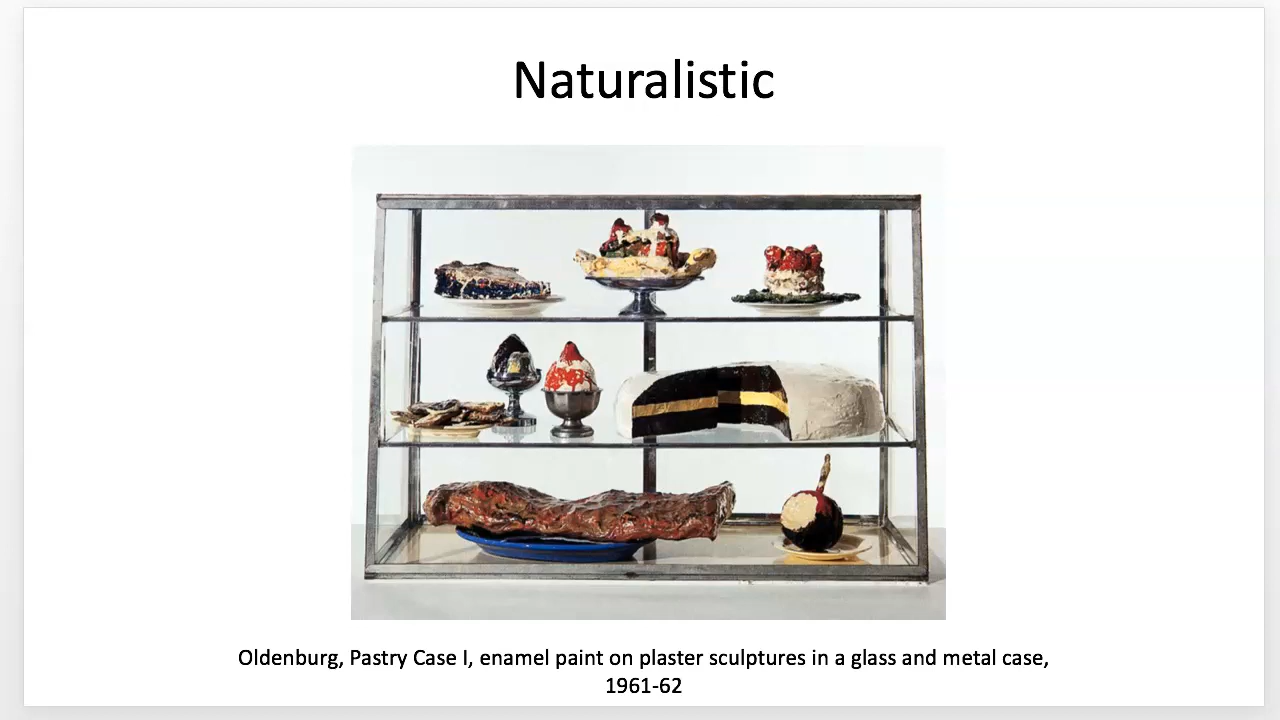 Naturalistic
Oldenburg, Pastry Case I, enamel paint on plaster sculptures in a glass and metal case,
1961-62